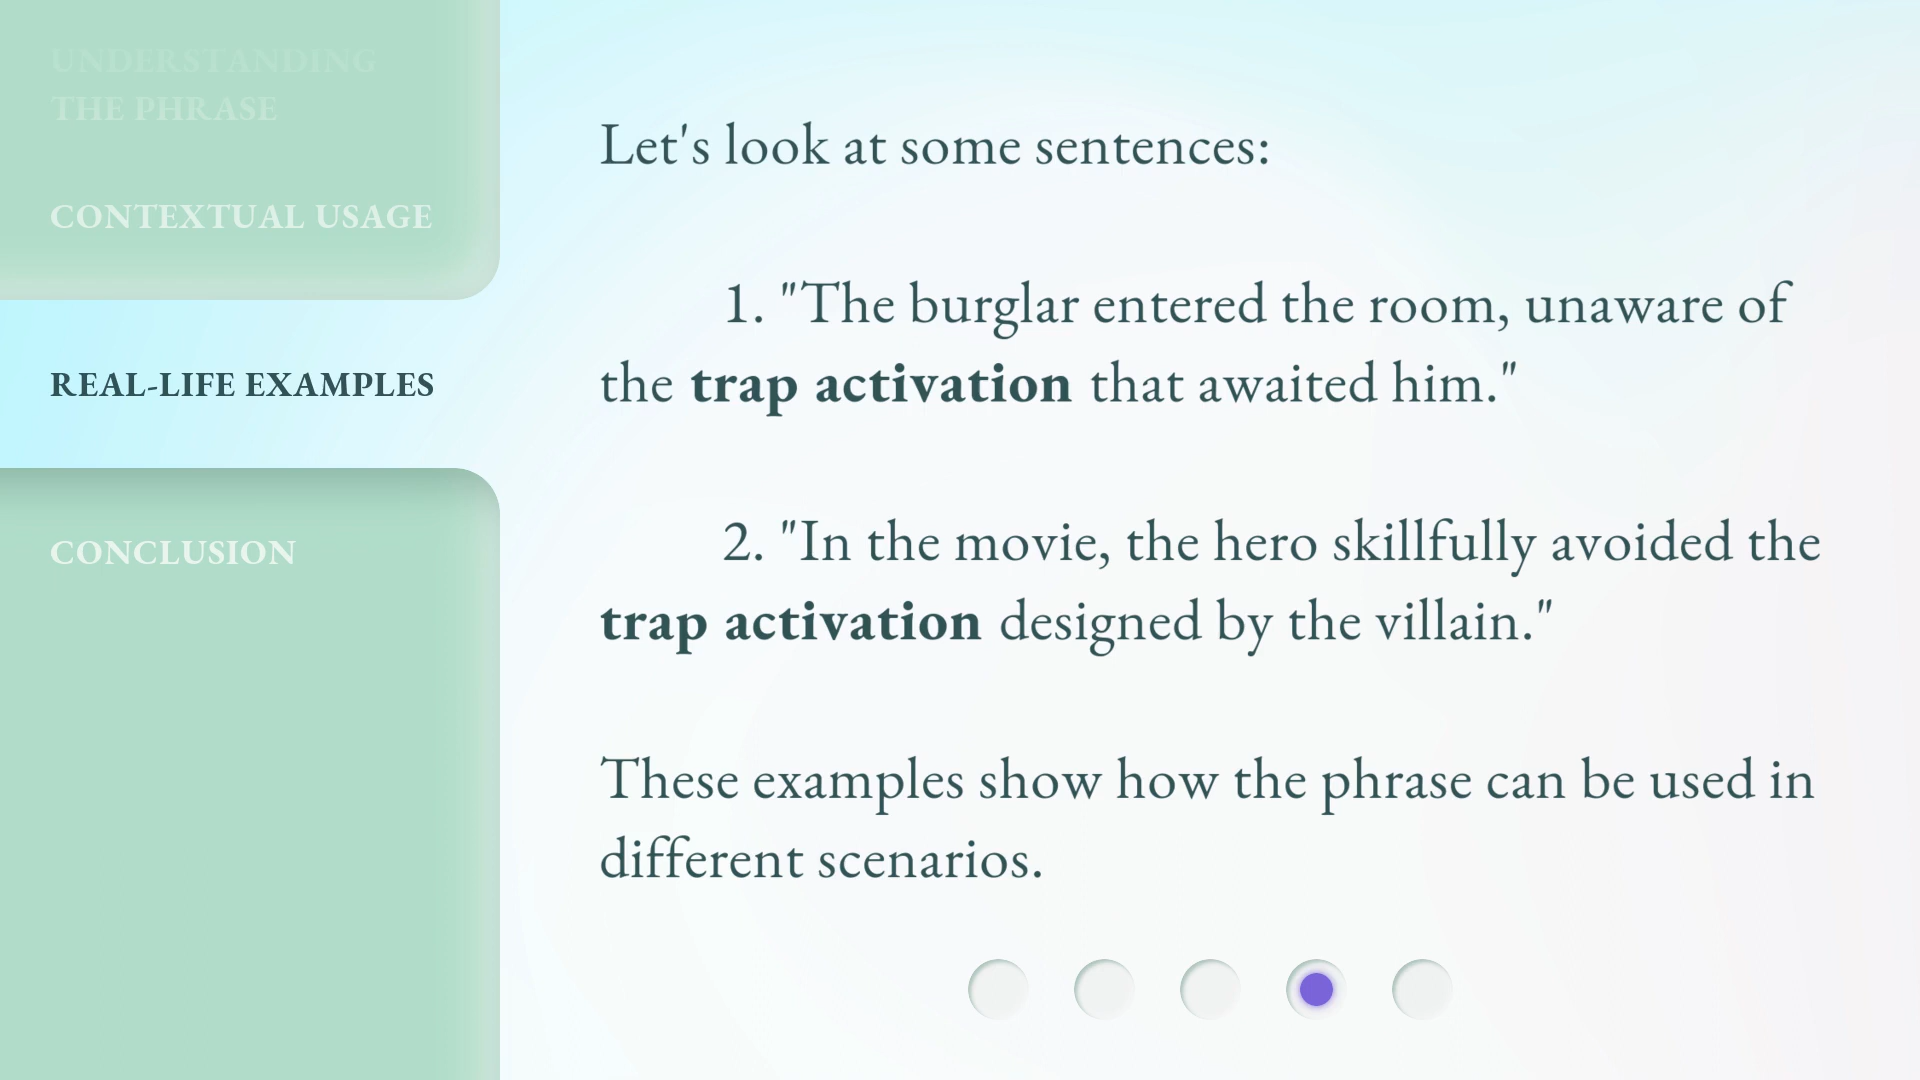 UNDERSTANDING
THE PHRASE
CONTEXTUAL USAGE
REAL-LIFE EXAMPLES
CONCLUSION
Let's look at some sentences:
1. "The burglar entered the room, unaware of
the trap activation that awaited him."
2. "In the movie, the hero skillfully avoided the
trap activation designed by the villain."
These examples show how the phrase can be used in
different scenarios.